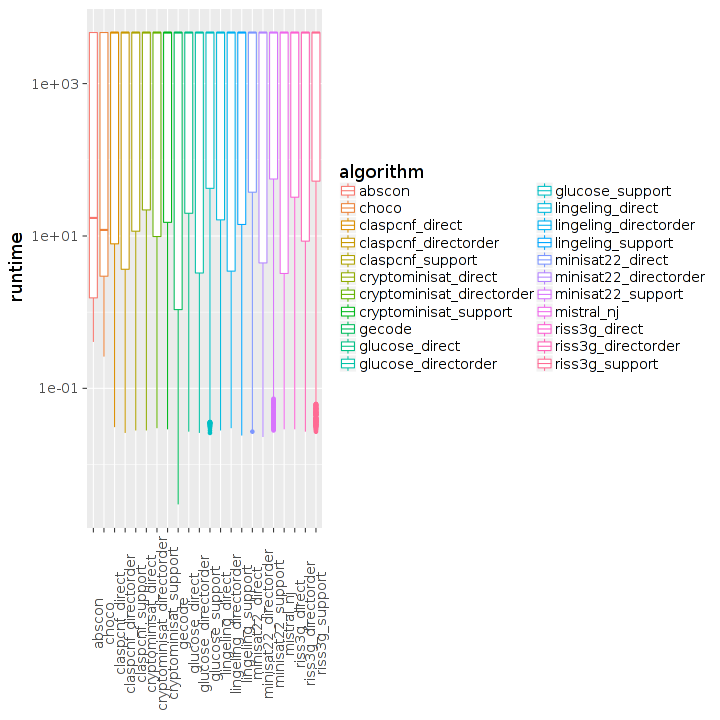 runtime
1e+03
1e+01
1e-01
abscon
choco
claspcnf_direct
claspcnf_directorder
claspcnf_support
cryptominisat_direct
cryptominisat_directorder
cryptominisat_support
gecode
glucose_direct
glucose_directorder
glucose_support
lingeling_direct
lingeling_directorder
lingeling_support
minisat22_direct
minisat22_directorder
minisat22_support
mistral_nj
riss3g_direct
riss3g_directorder
riss3g_support
algorithm
abscon
choco
claspcnf_direct
claspcnf_directorder
claspcnf_support
cryptominisat_direct
cryptominisat_directorder
cryptominisat_support
gecode
glucose_direct
glucose_directorder
glucose_support
lingeling_direct
lingeling_directorder
lingeling_support
minisat22_direct
minisat22_directorder
minisat22_support
mistral_nj
riss3g_direct
riss3g_directorder
riss3g_support